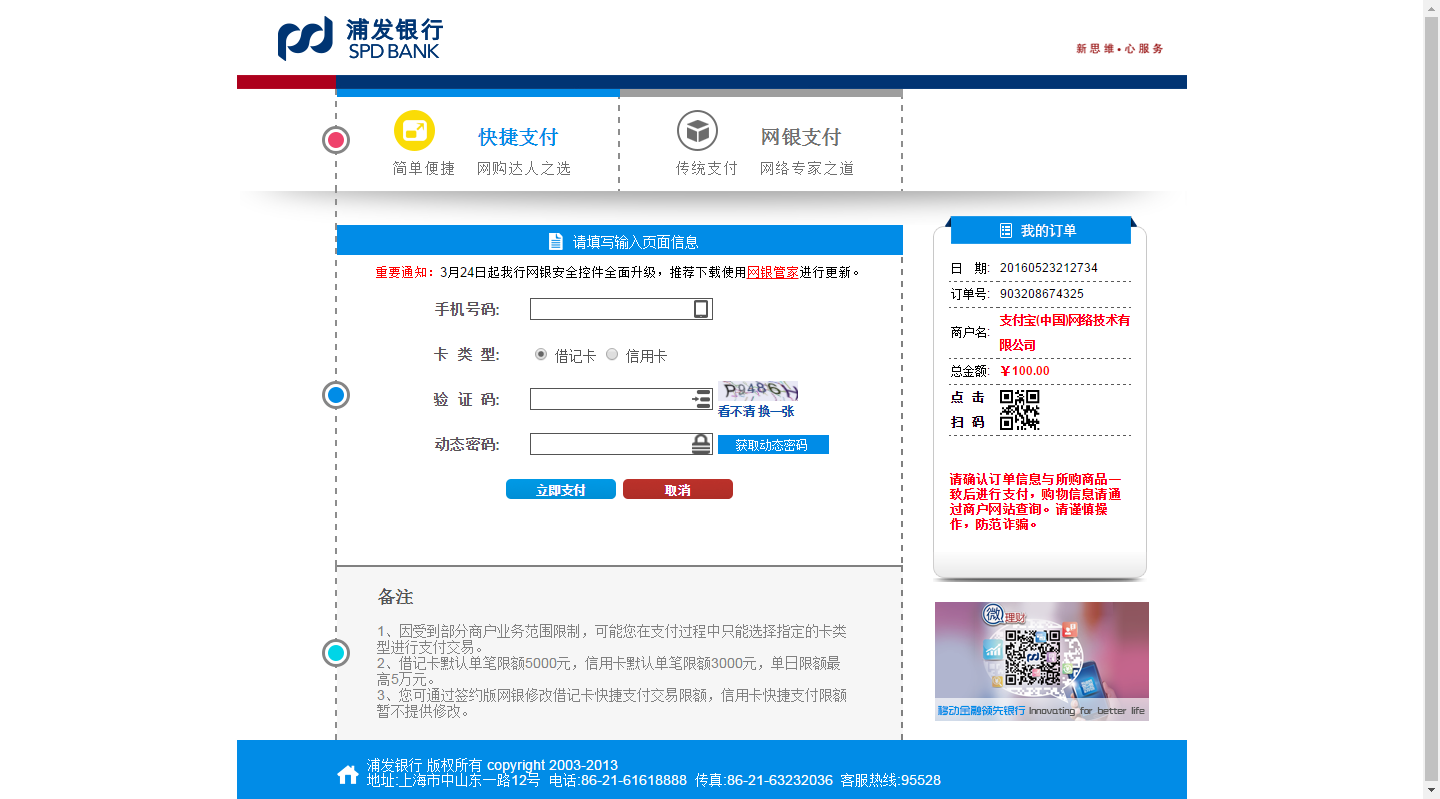 浦发银行
SPD BANK
新思维·心服务
快捷支付
简单便捷 网购达人之选
网银支付
传统支付 网络专家之道
请填写输入页面信息
重要通知：3月24日起我行网银安全控件全面升级，推荐下载使用网银管家进行更新。
手机号码:
卡 类 型: 借记卡 信用卡
验 证 码: P9486H
看不清 换一张
动态密码: 获取动态密码
立即支付 取消
我的订单
日 期: 20160523212734
订单号: 903208674325
商户名: 支付宝(中国)网络技术有
限公司
总金额: ￥100.00
点 击
扫 码
请确认订单信息与所购商品一
致后进行支付，购物信息请通
过商户网站查询。请谨慎操
作，防范诈骗。
备注
1、因受到部分商户业务范围限制，可能您在支付过程中只能选择指定的卡类
型进行支付交易。
2、借记卡默认单笔限额5000元，信用卡默认单笔限额3000元，单日限额最
高5万元。
3、您可通过签约版网银修改借记卡快捷支付交易限额，信用卡快捷支付限额
暂不提供修改。
微理财
移动金融领先银行 Innovating for better life
浦发银行 版权所有 copyright 2003-2013
地址:上海市中山东一路12号 电话:86-21-61618888 传真:86-21-63232036 客服热线:95528